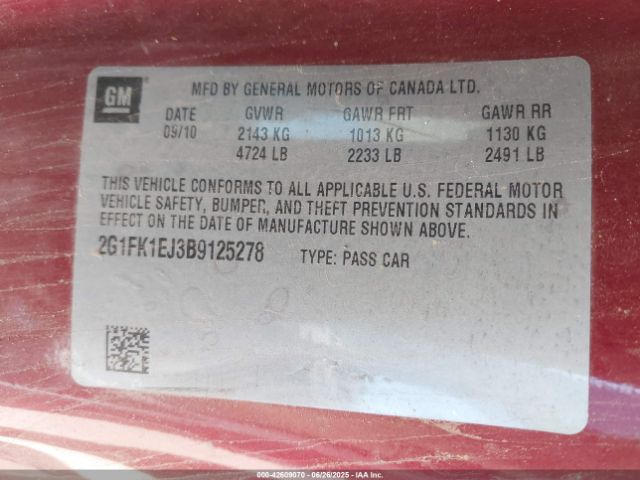 GM
MFD BY GENERAL MOTORS OF CANADA LTD.
DATE GVWR GAWR FRT GAWR RR
09/10 2143 KG 1013 KG 1130 KG
4724 LB 2233 LB 2491 LB
THIS VEHICLE CONFORMS TO ALL APPLICABLE U.S. FEDERAL MOTOR
VEHICLE SAFETY, BUMPER, AND THEFT PREVENTION STANDARDS IN
EFFECT ON THE DATE OF MANUFACTURE SHOWN ABOVE.
2G1FK1EJ3B9125278 TYPE: PASS CAR
000-42609070 - 06/26/2025 - IAAI.COM